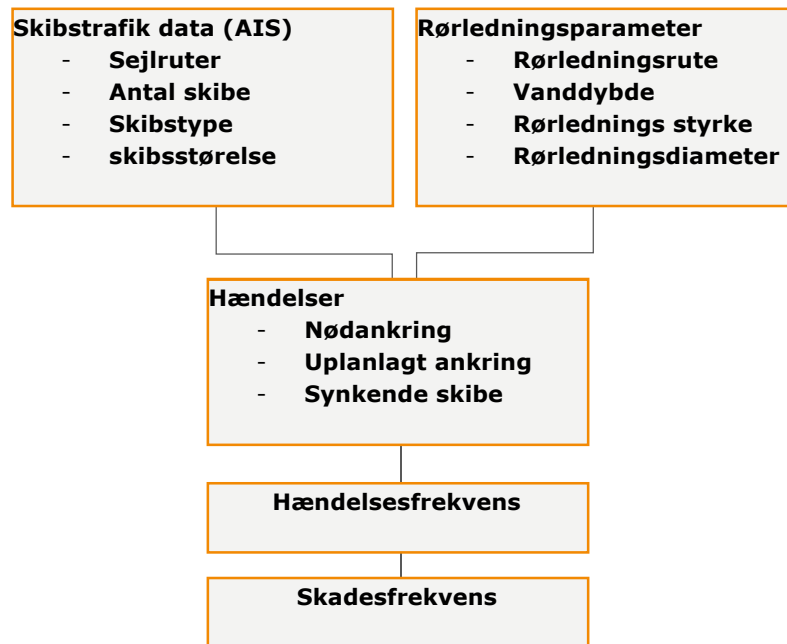 Skibstrafik data (AIS)
- Sejlruter
- Antal skibe
- Skibstype
- skibsstørelse
Rørledningsparameter
- Rørledningsrute
- Vanddybde
- Rørlednings styrke
- Rørledningsdiameter
Hændelser
- Nødankring
- Uplanlagt ankring
- Synkende skibe
Hændelsesfrekvens
Skadesfrekvens